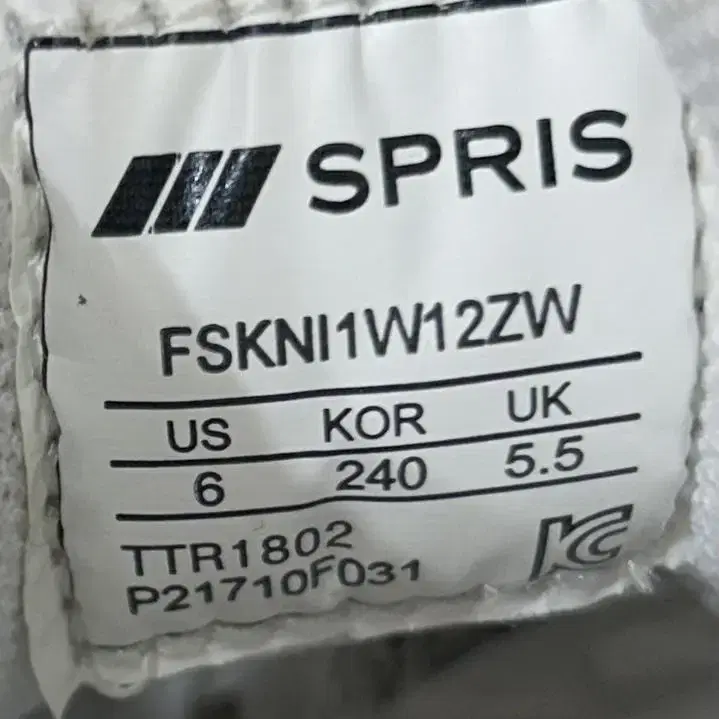 SPRIS
FSKNI1W12ZW
US KOR UK
6 240 5.5
TTR1802
P21710F031
KC